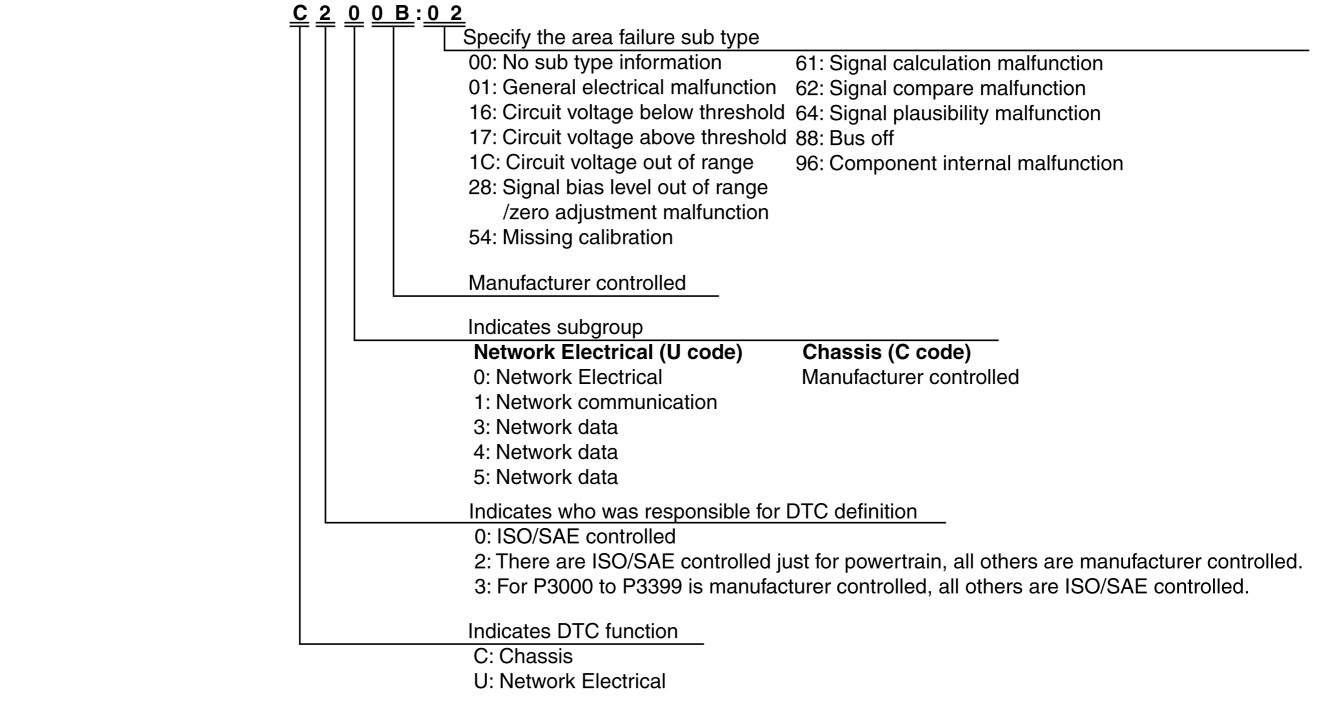 C 2 0 0 B : 0 2
Specify the area failure sub type
00: No sub type information
01: General electrical malfunction
16: Circuit voltage below threshold
17: Circuit voltage above threshold
1C: Circuit voltage out of range
28: Signal bias level out of range
/zero adjustment malfunction
54: Missing calibration
61: Signal calculation malfunction
62: Signal compare malfunction
64: Signal plausibility malfunction
88: Bus off
96: Component internal malfunction
Manufacturer controlled
Indicates subgroup
Network Electrical (U code)
0: Network Electrical
1: Network communication
3: Network data
4: Network data
5: Network data
Chassis (C code)
Manufacturer controlled
Indicates who was responsible for DTC definition
0: ISO/SAE controlled
2: There are ISO/SAE controlled just for powertrain, all others are manufacturer controlled.
3: For P3000 to P3399 is manufacturer controlled, all others are ISO/SAE controlled.
Indicates DTC function
C: Chassis
U: Network Electrical